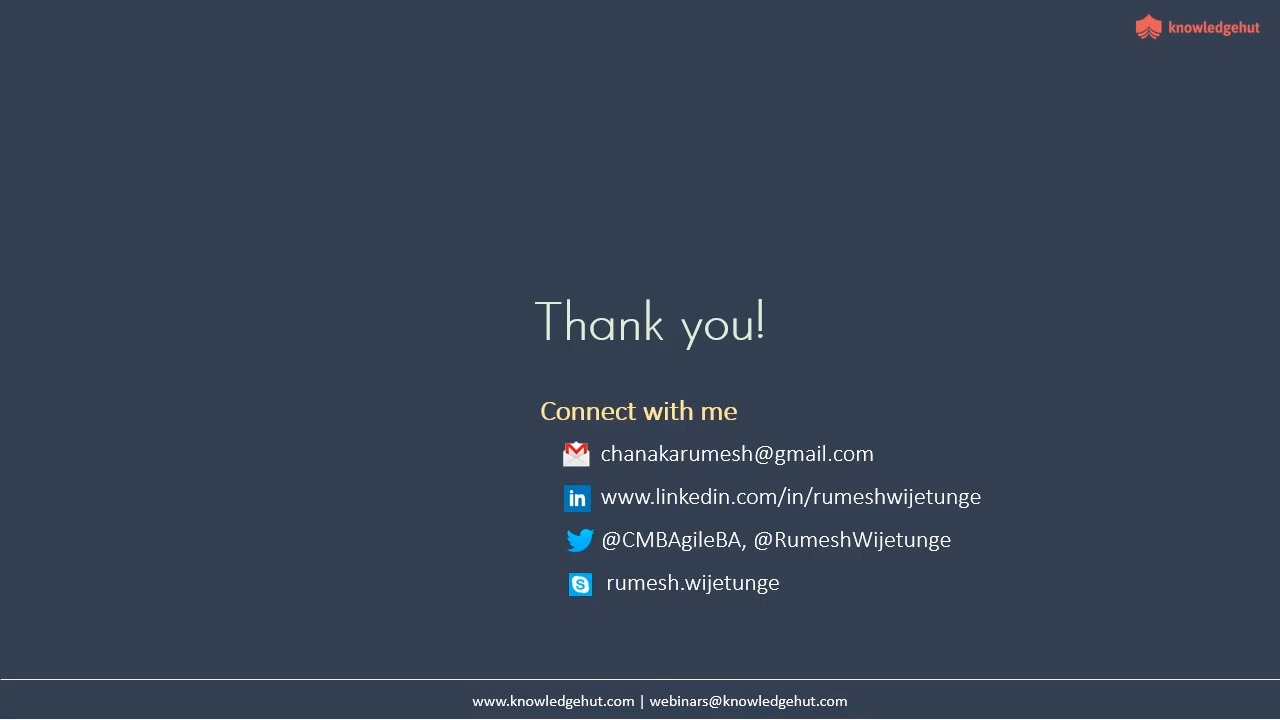 knowledgehut
Thank you!
Connect with me
chanakarumesh@gmail.com
in www.linkedin.com/in/rumeshwijetunge
@CMBAgileBA, @RumeshWijetunge
S rumesh.wijetunge
www.knowledgehut.com | webinars@knowledgehut.com